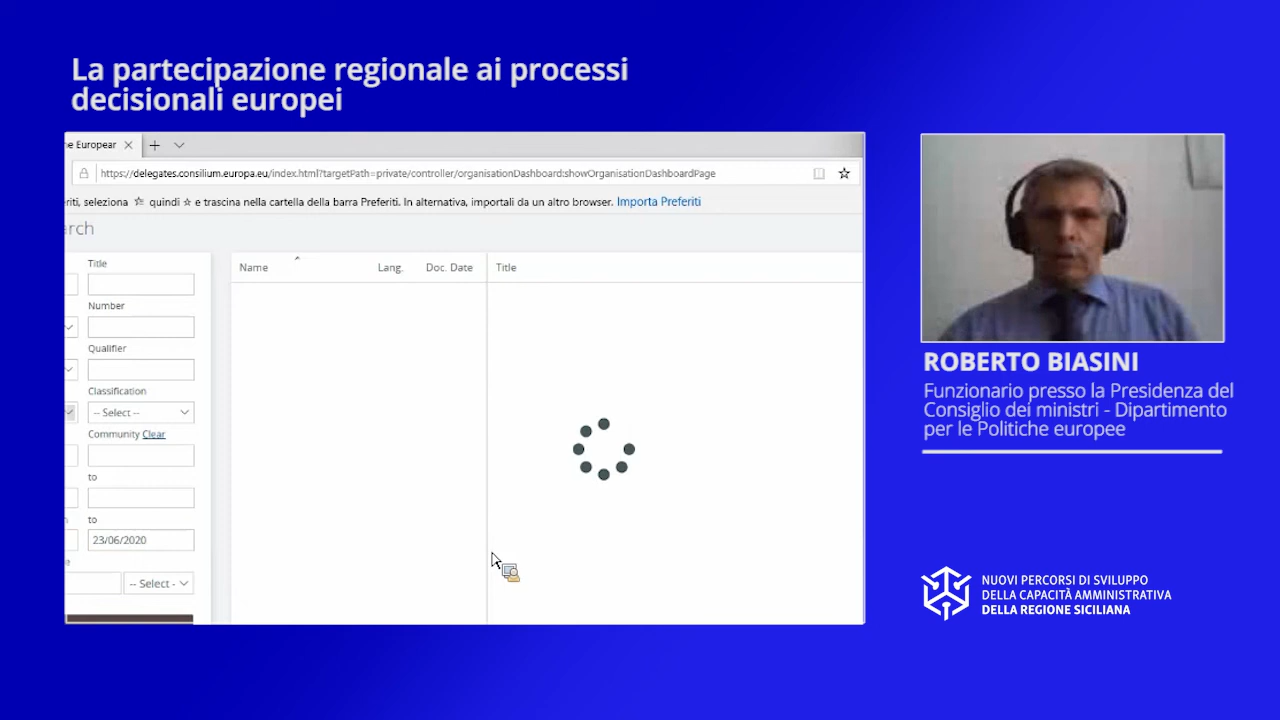 La partecipazione regionale ai processi
decisionali europei
ne Europear
https://delegates.consilium.europa.eu/index.html?targetPath=private/controller/organisationDashboard:showOrganisationDashboardPage
riti, seleziona quindi e trascina nella cartella della barra Preferiti. In alternativa, importali da un altro browser. Importa Preferiti
arch
Title
Number
Qualifier
Classification
-- Select --
Community Clear
to
to
23/06/2020
e
-- Select -
Name Lang. Doc. Date Title
ROBERTO BIASINI
Funzionario presso la Presidenza del
Consiglio dei ministri - Dipartimento
per le Politiche europee
NUOVI PERCORSI DI SVILUPPO
DELLA CAPACITÀ AMMINISTRATIVA
DELLA REGIONE SICILIANA